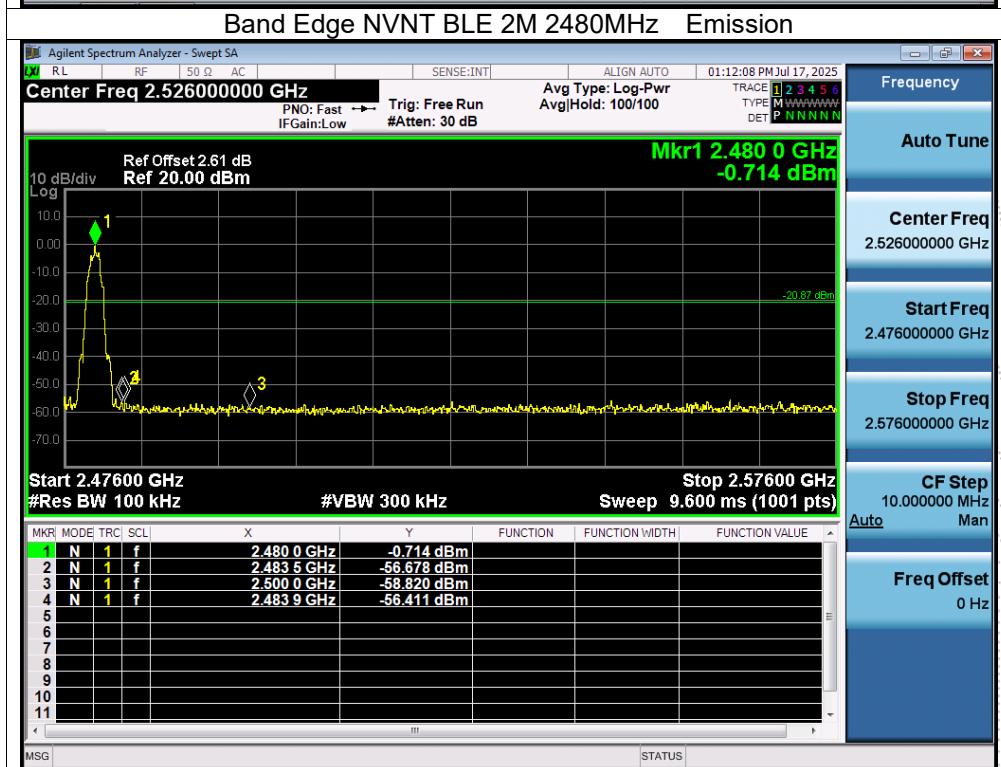 Band Edge NVNT BLE 2M 2480MHz    Emission
Agilent Spectrum Analyzer - Swept SA
LXI RL RF 50 Ω AC SENSE:INT ALIGN AUTO 01:12:08 PM Jul 17, 2025
Center Freq 2.526000000 GHz
PNO: Fast
IFGain:Low
Trig: Free Run
#Atten: 30 dB
Avg Type: Log-Pwr
Avg|Hold: 100/100
TRACE 1 2 3 4 5 6
TYPE M WWWWW
DET P N N N N N
Frequency
Auto Tune
Center Freq
2.526000000 GHz
Start Freq
2.476000000 GHz
Stop Freq
2.576000000 GHz
CF Step
10.000000 MHz
Auto Man
Freq Offset
0 Hz
Mkr1 2.480 0 GHz
-0.714 dBm
Ref Offset 2.61 dB
10 dB/div Ref 20.00 dBm
Log
10.0
0.00
-10.0
-20.0
-30.0
-40.0
-50.0
-60.0
-70.0
1
2
4
3
-20.87 dBm
Start 2.47600 GHz Stop 2.57600 GHz
#Res BW 100 kHz #VBW 300 kHz Sweep 9.600 ms (1001 pts)
MKR MODE TRC SCL X Y FUNCTION FUNCTION WIDTH FUNCTION VALUE
1 N 1 f 2.480 0 GHz -0.714 dBm
2 N 1 f 2.483 5 GHz -56.678 dBm
3 N 1 f 2.500 0 GHz -58.820 dBm
4 N 1 f 2.483 9 GHz -56.411 dBm
5
6
7
8
9
10
11
MSG STATUS